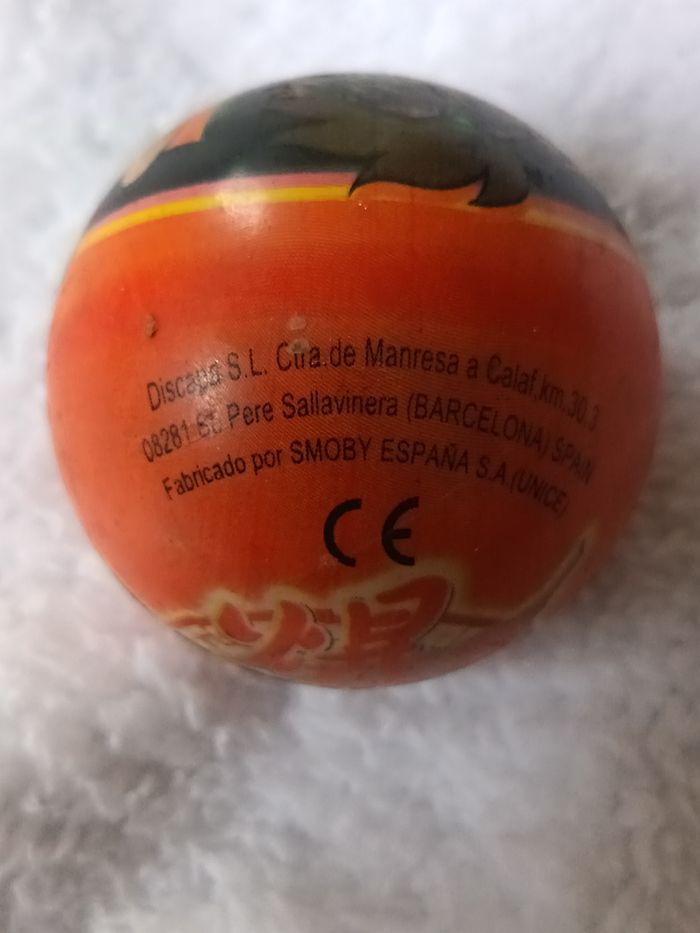 Discapa S.L. Ctra.de Manresa a Calaf,km.30.3
08281 St. Pere Sallavinera (BARCELONA) SPAIN
Fabricado por SMOBY ESPAÑA S.A.(UNICE)
CE